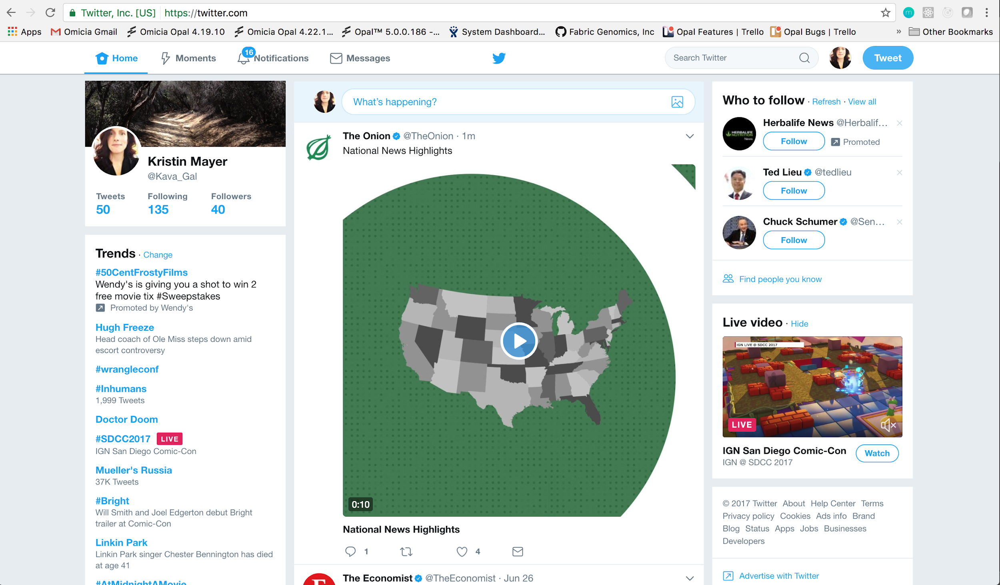 Twitter, Inc. [US] https://twitter.com
Apps Omicia Gmail Omicia Opal 4.19.10 Omicia Opal 4.22.1... Opal™ 5.0.0.186 -... System Dashboard... Fabric Genomics, Inc Opal Features | Trello Opal Bugs | Trello » Other Bookmarks
Home Moments 16 Notifications Messages Search Twitter Tweet
Kristin Mayer
@Kava_Gal
Tweets Following Followers
50 135 40
Trends · Change
#50CentFrostyFilms
Wendy's is giving you a shot to win 2
free movie tix #Sweepstakes
Promoted by Wendy's
Hugh Freeze
Head coach of Ole Miss steps down amid
escort controversy
#wrangleconf
#Inhumans
1,999 Tweets
Doctor Doom
#SDCC2017 LIVE
IGN San Diego Comic-Con
Mueller's Russia
37K Tweets
#Bright
Will Smith and Joel Edgerton debut Bright
trailer at Comic-Con
Linkin Park
Linkin Park singer Chester Bennington has died
at age 41
#AtMidnightAMovie
What's happening?
The Onion @TheOnion · 1m
National News Highlights
0:10
National News Highlights
1 4
The Economist @TheEconomist · Jun 26
Who to follow · Refresh · View all
Herbalife News @Herbalif...
HERBALIFE
NUTRITION
News
Follow Promoted
Ted Lieu @tedlieu
Follow
Chuck Schumer @Sen...
Follow
Find people you know
Live video · Hide
IGN LIVE @ SDCC 2017
LIVE
IGN San Diego Comic-Con
IGN @ SDCC 2017
Watch
© 2017 Twitter About Help Center Terms
Privacy policy Cookies Ads info Brand
Blog Status Apps Jobs Businesses
Developers
Advertise with Twitter